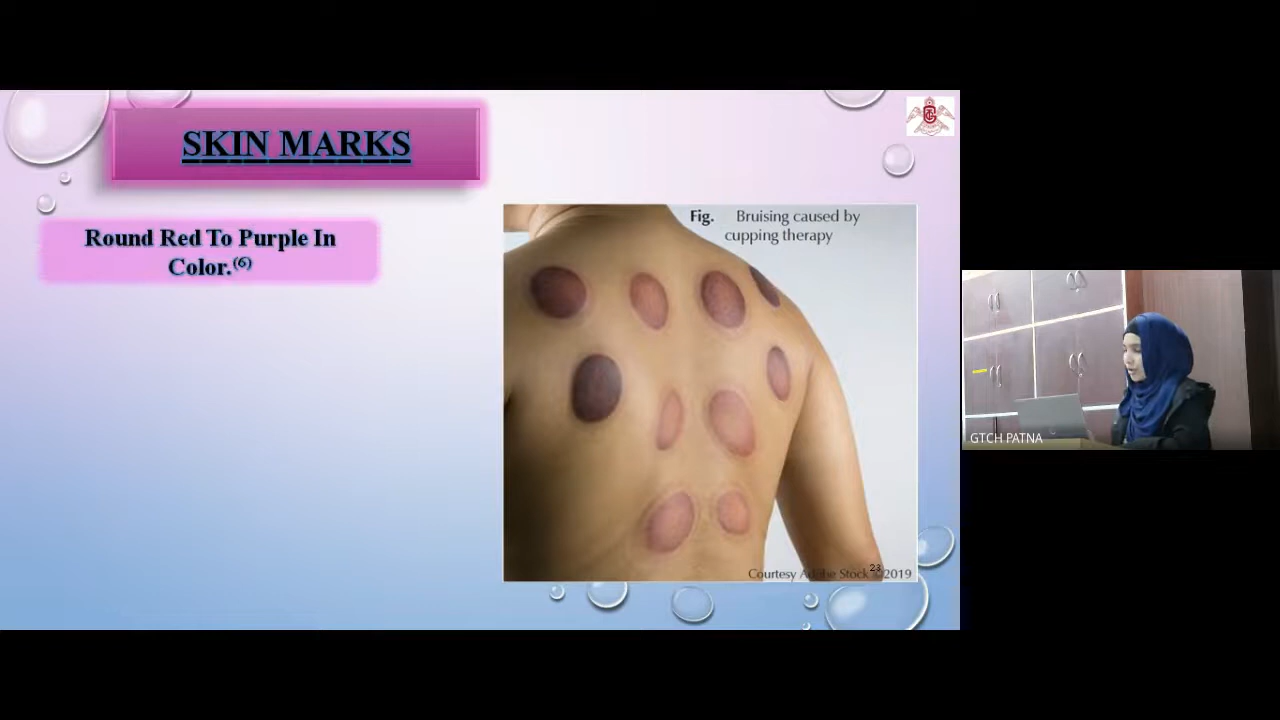 SKIN MARKS
Round Red To Purple In
Color.(6)
Fig. Bruising caused by
cupping therapy
Courtesy Adobe Stock ©2019
23
GTCH PATNA